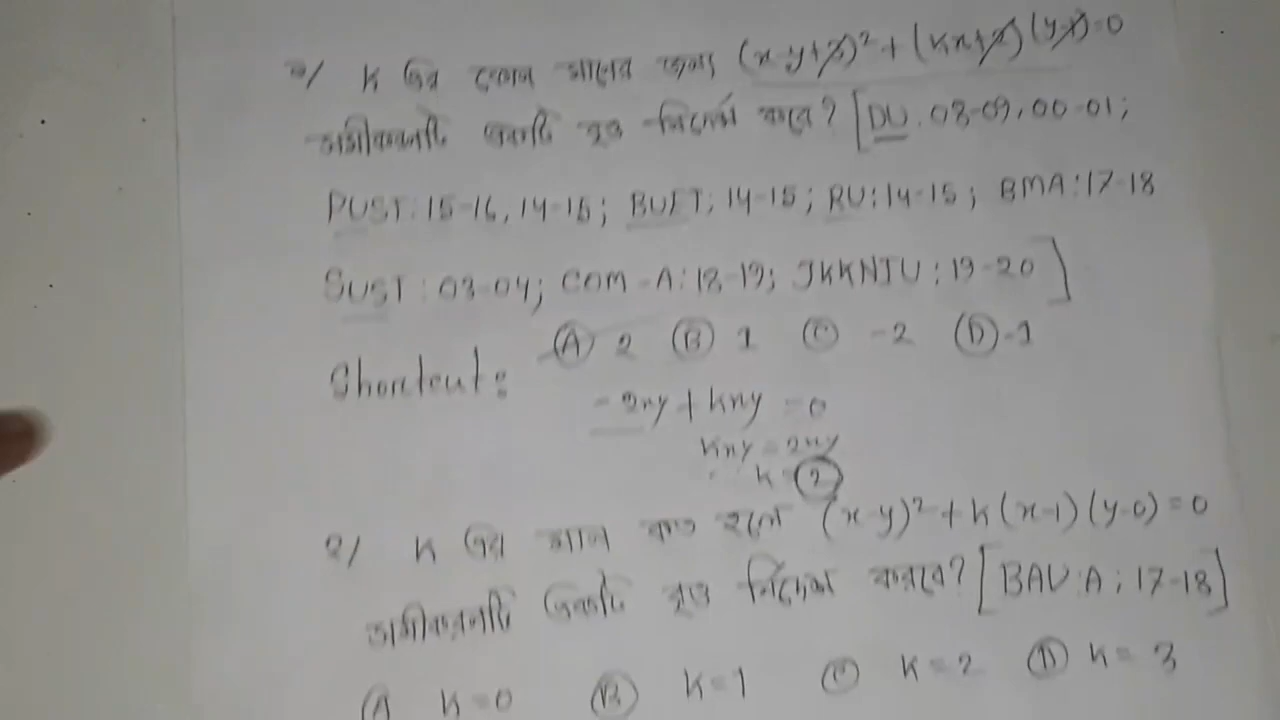 ১/ K এর কোন মানের জন্য (x-y+2)² + (Kx+2)(y-1)=0
সমীকরণটি একটি বৃত্ত নির্দেশ করে? [DU. 08-09, 00-01;
PUST: 15-16, 14-15; BUFT: 14-15; RU: 14-15; BMA: 17-18
SUST: 03-04; COM-A: 18-19; JKKNIU: 19-20]
(A) 2 (B) 1 (C) -2 (D) -1
Shortcut:
-2xy + kxy = 0
kxy = 2xy
k = 2
২/ K এর মান কত হলে (x-y)² + k(x-1)(y-0) = 0
সমীকরণটি একটি বৃত্ত নির্দেশ করবে? [BAU: A; 17-18]
(A) k=0 (B) k=1 (C) k=2 (D) k=3